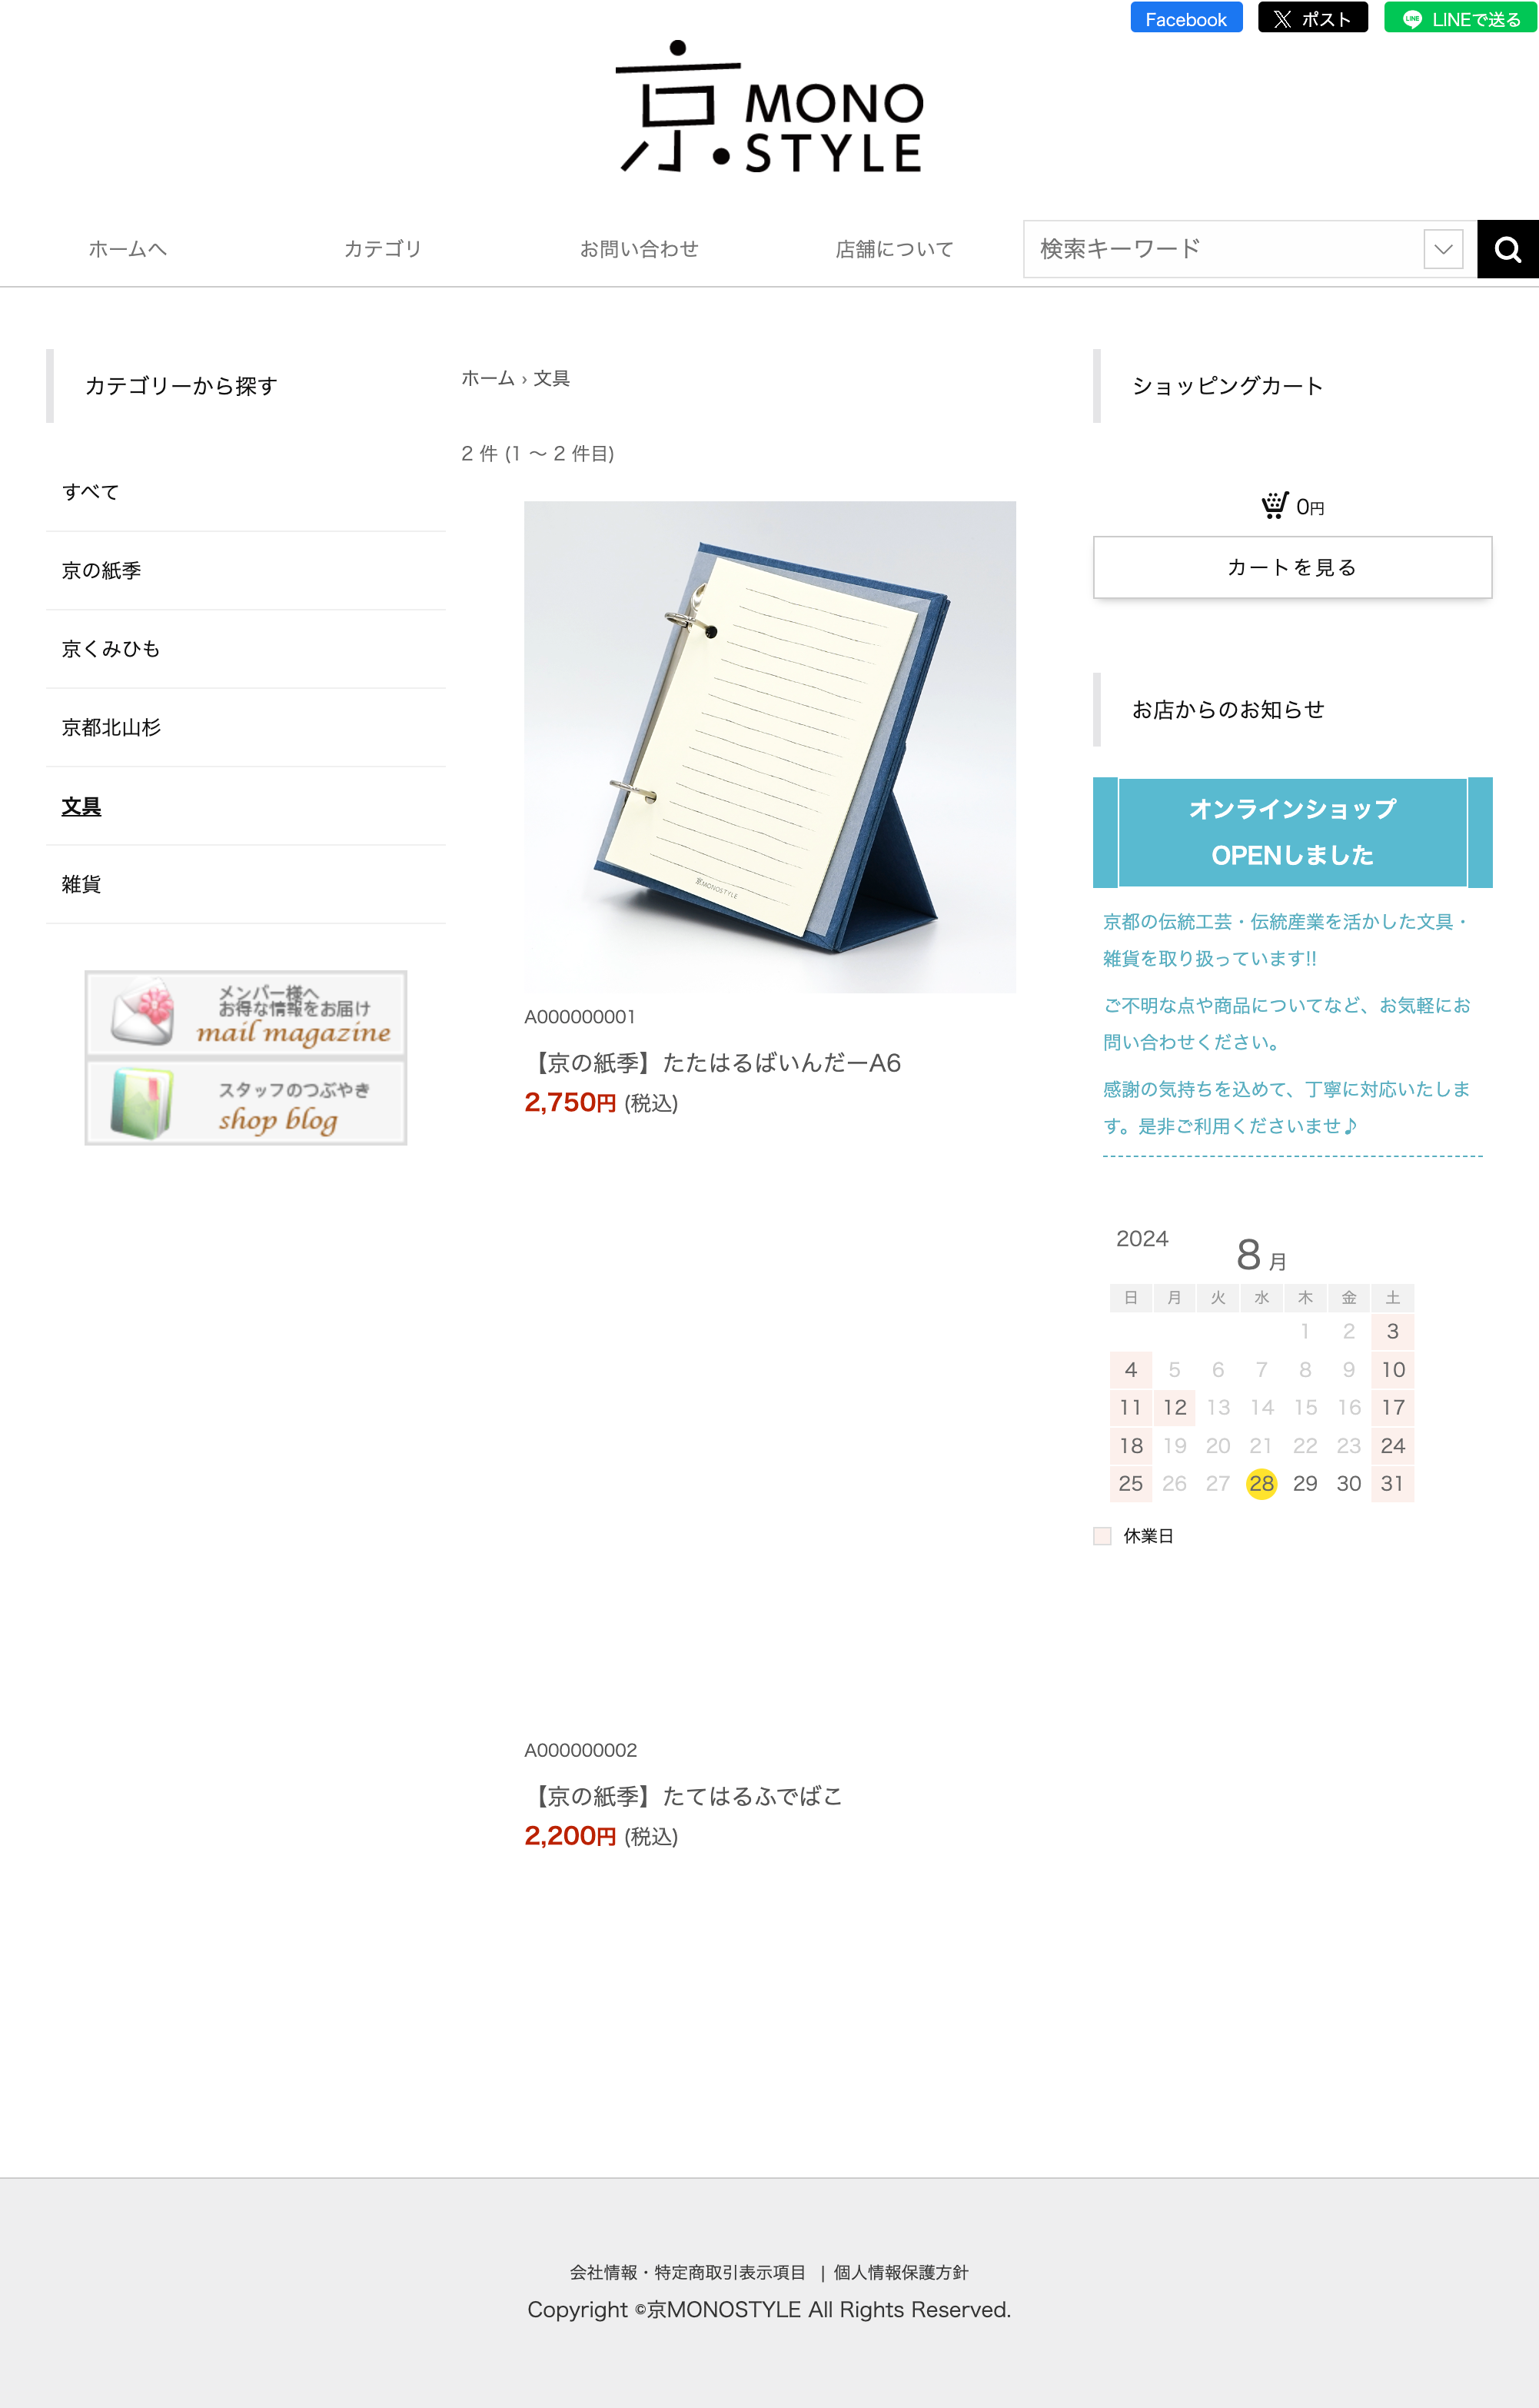 Facebook
ポスト
LINEで送る
京 MONO
STYLE
ホームへ
カテゴリ
お問い合わせ
店舗について
検索キーワード
カテゴリーから探す
すべて
京の紙季
京くみひも
京都北山杉
文具
雑貨
メンバー様へ
お得な情報をお届け
mail magazine
スタッフのつぶやき
shop blog
ホーム › 文具
2 件 (1 ～ 2 件目)
京MONOSTYLE
A000000001
【京の紙季】たたはるばいんだーA6
2,750円 (税込)
A000000002
【京の紙季】たてはるふでばこ
2,200円 (税込)
ショッピングカート
0円
カートを見る
お店からのお知らせ
オンラインショップ
OPENしました
京都の伝統工芸・伝統産業を活かした文具・
雑貨を取り扱っています!!
ご不明な点や商品についてなど、お気軽にお
問い合わせください。
感謝の気持ちを込めて、丁寧に対応いたしま
す。是非ご利用くださいませ♪
2024
8 月
日 月 火 水 木 金 土
1 2 3
4 5 6 7 8 9 10
11 12 13 14 15 16 17
18 19 20 21 22 23 24
25 26 27 28 29 30 31
休業日
会社情報・特定商取引表示項目 | 個人情報保護方針
Copyright ©京MONOSTYLE All Rights Reserved.